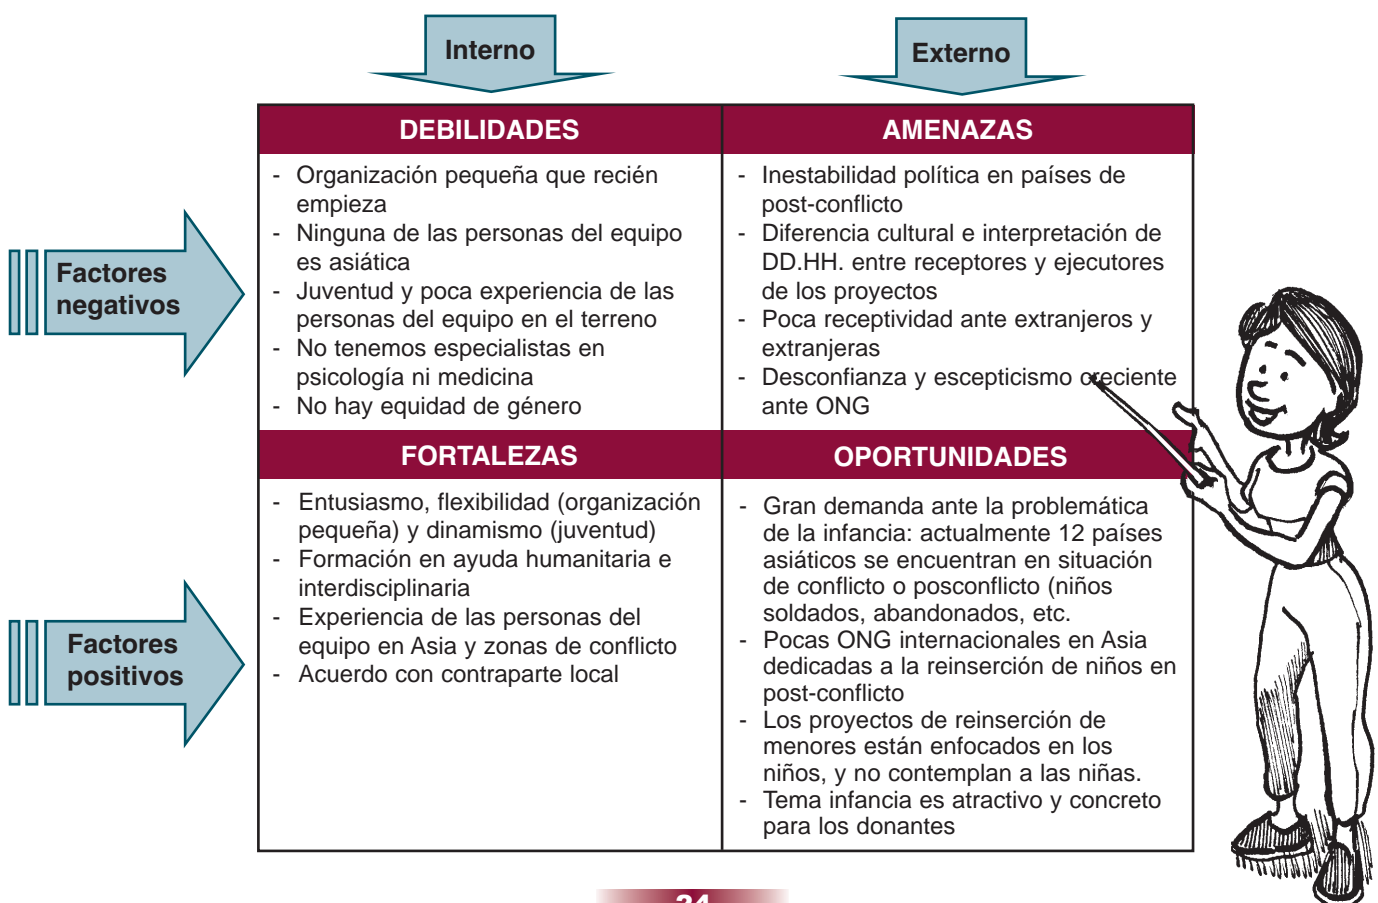 Interno
Externo
DEBILIDADES
- Organización pequeña que recién
empieza
- Ninguna de las personas del equipo
es asiática
- Juventud y poca experiencia de las
personas del equipo en el terreno
- No tenemos especialistas en
psicología ni medicina
- No hay equidad de género
AMENAZAS
- Inestabilidad política en países de
post-conflicto
- Diferencia cultural e interpretación de
DD.HH. entre receptores y ejecutores
de los proyectos
- Poca receptividad ante extranjeros y
extranjeras
- Desconfianza y escepticismo creciente
ante ONG
Factores
negativos
FORTALEZAS
- Entusiasmo, flexibilidad (organización
pequeña) y dinamismo (juventud)
- Formación en ayuda humanitaria e
interdisciplinaria
- Experiencia de las personas del
equipo en Asia y zonas de conflicto
- Acuerdo con contraparte local
OPORTUNIDADES
- Gran demanda ante la problemática
de la infancia: actualmente 12 países
asiáticos se encuentran en situación
de conflicto o posconflicto (niños
soldados, abandonados, etc.
- Pocas ONG internacionales en Asia
dedicadas a la reinserción de niños en
post-conflicto
- Los proyectos de reinserción de
menores están enfocados en los
niños, y no contemplan a las niñas.
- Tema infancia es atractivo y concreto
para los donantes
Factores
positivos